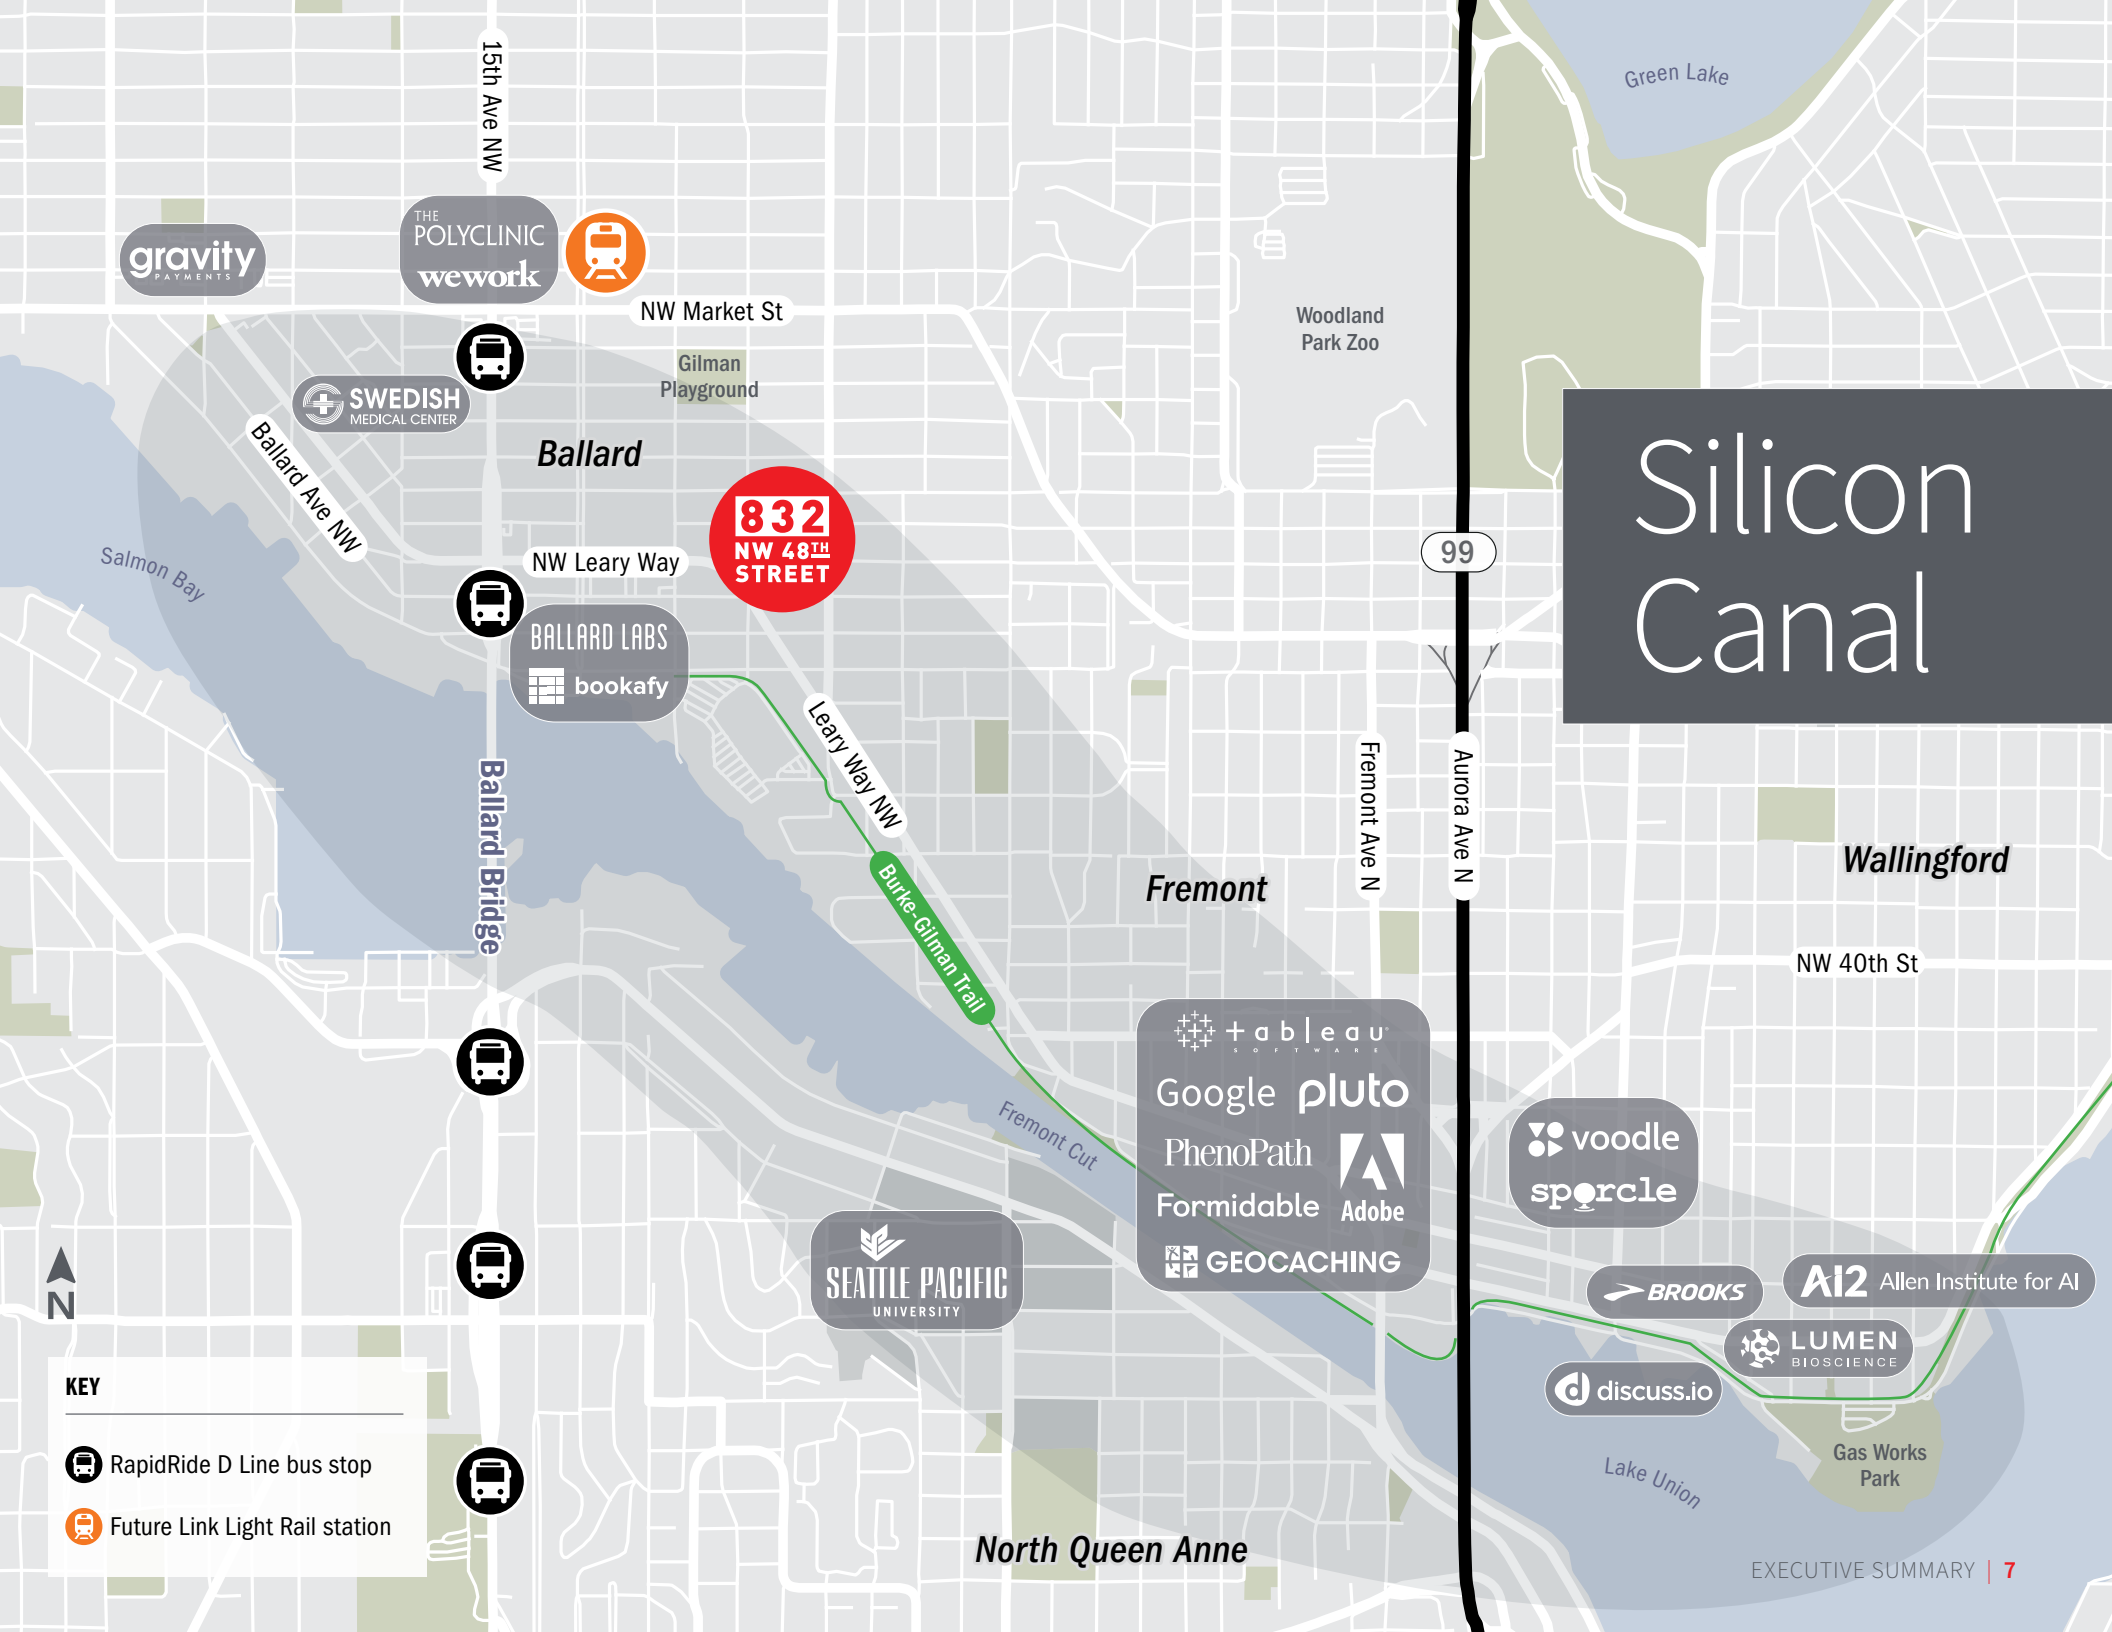 Silicon
Canal
Green Lake
15th Ave NW
gravity
PAYMENTS
THE
POLYCLINIC
wework
NW Market St
Gilman
Playground
Woodland
Park Zoo
SWEDISH
MEDICAL CENTER
Ballard Ave NW
Ballard
832
NW 48TH
STREET
NW Leary Way
99
Salmon Bay
BALLARD LABS
bookafy
Leary Way NW
Ballard Bridge
Fremont Ave N
Aurora Ave N
Burke-Gilman Trail
Fremont
Wallingford
NW 40th St
+ableau
SOFTWARE
Google pluto
PhenoPath
Formidable
Adobe
GEOCACHING
Fremont Cut
voodle
sporcle
SEATTLE PACIFIC
UNIVERSITY
BROOKS
AI2 Allen Institute for AI
LUMEN
BIOSCIENCE
discuss.io
Gas Works
Park
Lake Union
North Queen Anne
N
KEY
RapidRide D Line bus stop
Future Link Light Rail station
EXECUTIVE SUMMARY | 7